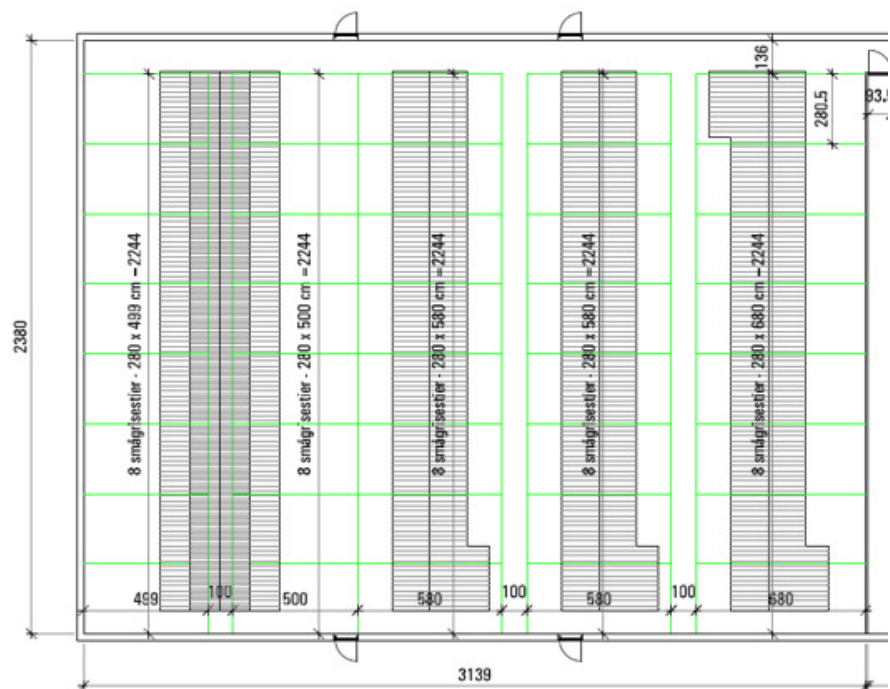 136
93.5
280.5
2380
8 smågrisestier - 280 x 499 cm =2244
8 smågrisestier - 280 x 500 cm =2244
8 smågrisestier - 280 x 580 cm =2244
8 smågrisestier - 280 x 580 cm =2244
8 smågrisestier - 280 x 680 cm =2244
499
100
500
580
100
580
100
680
3139